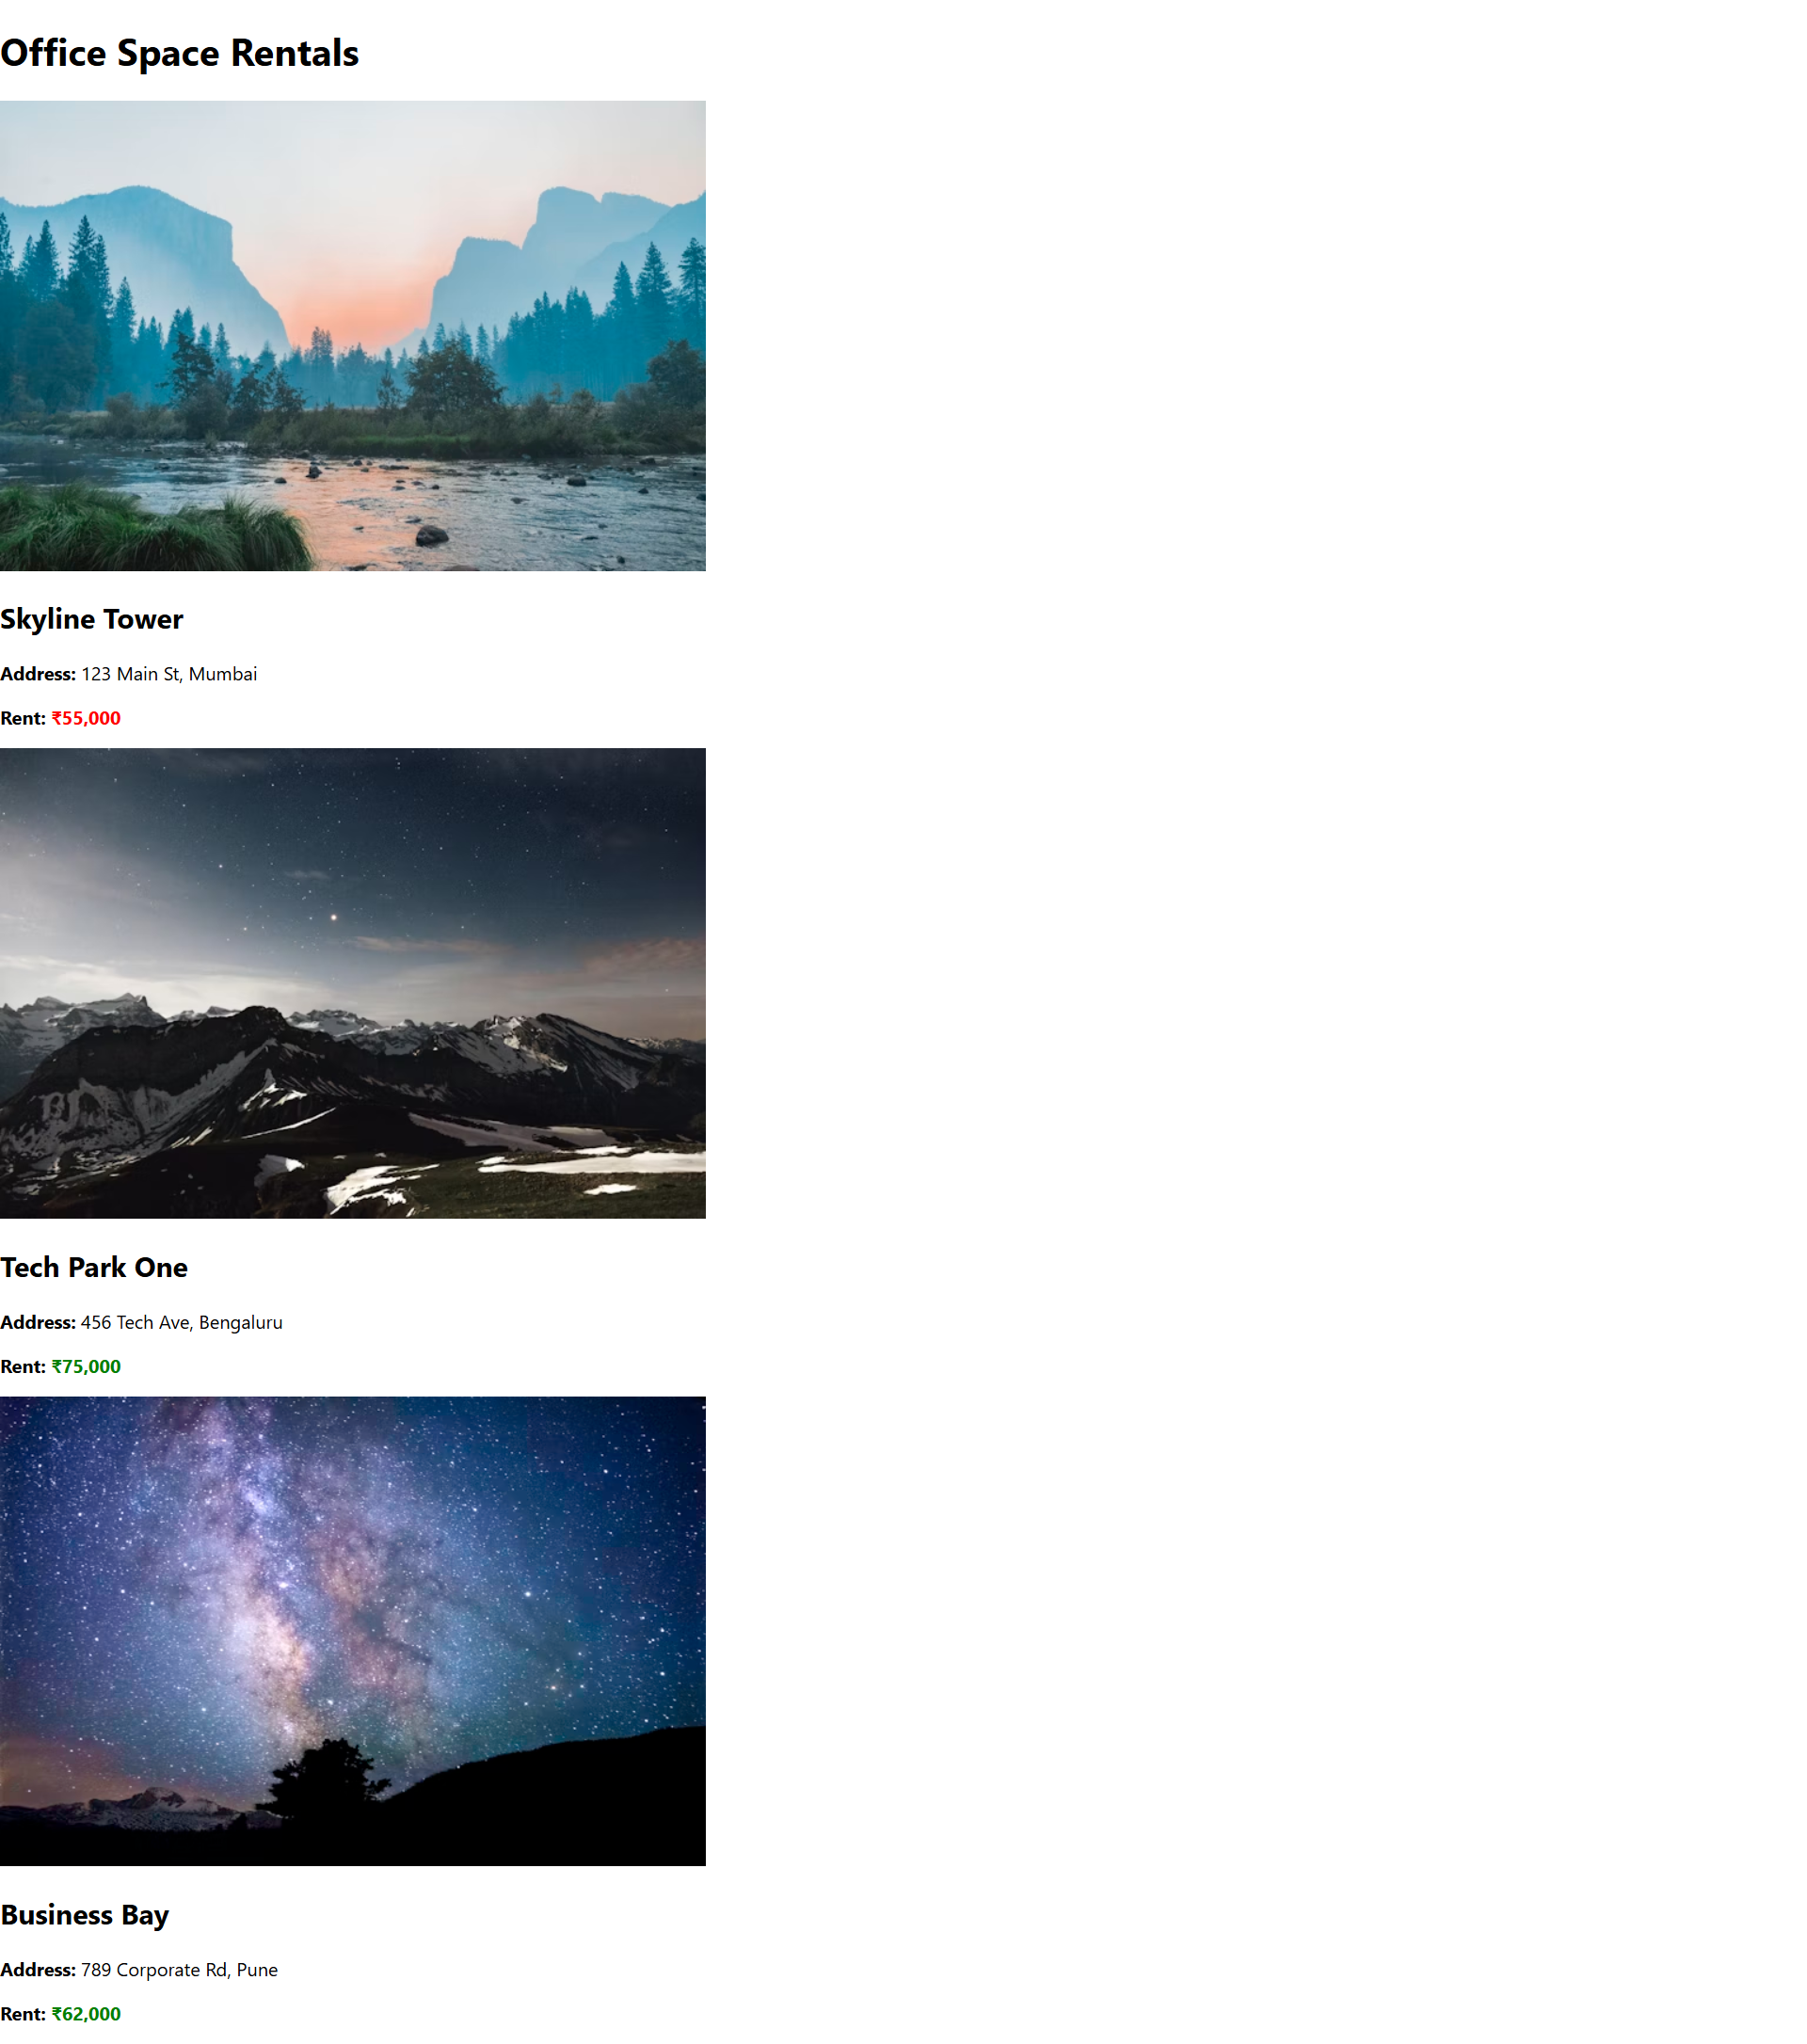 Office Space Rentals
Skyline Tower
Address: 123 Main St, Mumbai
Rent: ₹55,000
Tech Park One
Address: 456 Tech Ave, Bengaluru
Rent: ₹75,000
Business Bay
Address: 789 Corporate Rd, Pune
Rent: ₹62,000